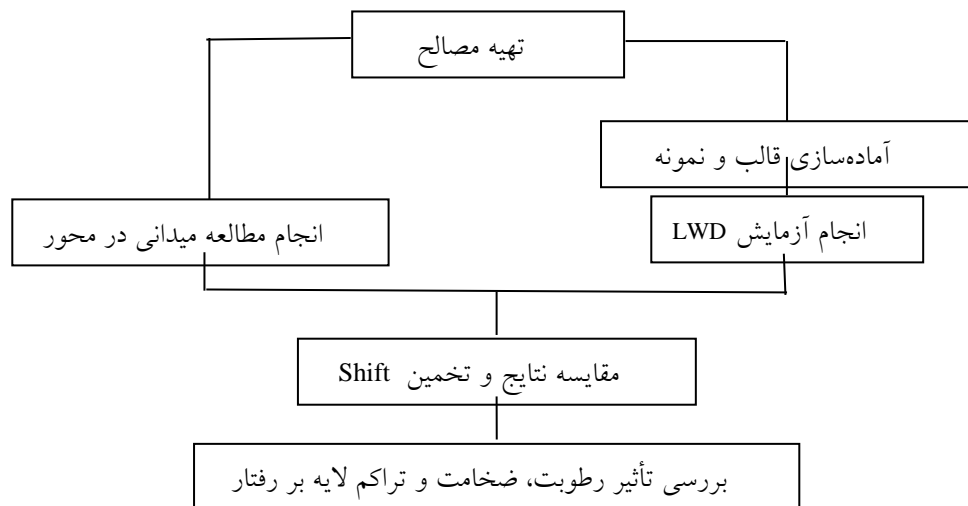 تهیه مصالح
آماده‌سازی قالب و نمونه
انجام مطالعه میدانی در محور
انجام آزمایش LWD
مقایسه نتایج و تخمین Shift
بررسی تأثیر رطوبت، ضخامت و تراکم لایه بر رفتار